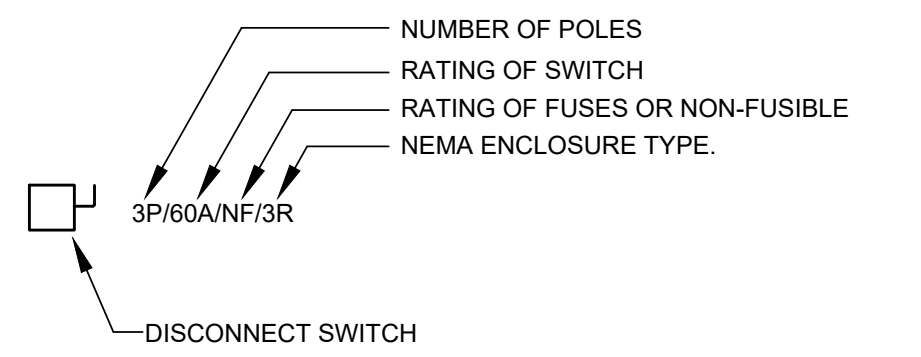 NUMBER OF POLES
RATING OF SWITCH
RATING OF FUSES OR NON-FUSIBLE
NEMA ENCLOSURE TYPE.
3P/60A/NF/3R
DISCONNECT SWITCH